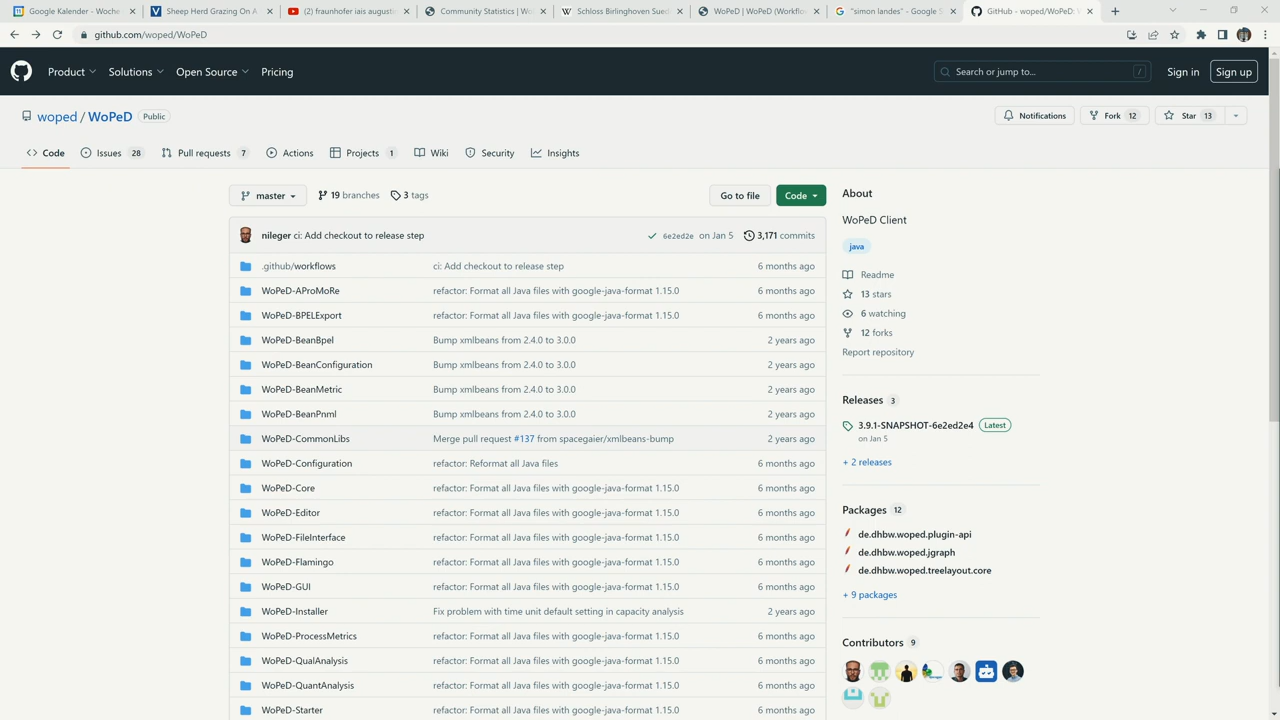 Google Kalender - Woche
Sheep Herd Grazing On A
(2) fraunhofer iais augustin
Community Statistics | Wo
Schloss Birlinghoven Sued
WoPeD | WoPeD (Workflow
"simon landes" - Google S
GitHub - woped/WoPeD: W
github.com/woped/WoPeD
Product Solutions Open Source Pricing
Search or jump to... /
Sign in Sign up
woped / WoPeD Public
Notifications Fork 12 Star 13
Code Issues 28 Pull requests 7 Actions Projects 1 Wiki Security Insights
master 19 branches 3 tags
Go to file Code
nileger ci: Add checkout to release step 6e2ed2e on Jan 5 3,171 commits
.github/workflows ci: Add checkout to release step 6 months ago
WoPeD-AProMoRe refactor: Format all Java files with google-java-format 1.15.0 6 months ago
WoPeD-BPELExport refactor: Format all Java files with google-java-format 1.15.0 6 months ago
WoPeD-BeanBpel Bump xmlbeans from 2.4.0 to 3.0.0 2 years ago
WoPeD-BeanConfiguration Bump xmlbeans from 2.4.0 to 3.0.0 2 years ago
WoPeD-BeanMetric Bump xmlbeans from 2.4.0 to 3.0.0 2 years ago
WoPeD-BeanPnml Bump xmlbeans from 2.4.0 to 3.0.0 2 years ago
WoPeD-CommonLibs Merge pull request #137 from spacegaier/xmlbeans-bump 2 years ago
WoPeD-Configuration refactor: Reformat all Java files 6 months ago
WoPeD-Core refactor: Format all Java files with google-java-format 1.15.0 6 months ago
WoPeD-Editor refactor: Format all Java files with google-java-format 1.15.0 6 months ago
WoPeD-FileInterface refactor: Format all Java files with google-java-format 1.15.0 6 months ago
WoPeD-Flamingo refactor: Format all Java files with google-java-format 1.15.0 6 months ago
WoPeD-GUI refactor: Format all Java files with google-java-format 1.15.0 6 months ago
WoPeD-Installer Fix problem with time unit default setting in capacity analysis 2 years ago
WoPeD-ProcessMetrics refactor: Format all Java files with google-java-format 1.15.0 6 months ago
WoPeD-QualAnalysis refactor: Format all Java files with google-java-format 1.15.0 6 months ago
WoPeD-QuantAnalysis refactor: Format all Java files with google-java-format 1.15.0 6 months ago
WoPeD-Starter refactor: Format all Java files with google-java-format 1.15.0 6 months ago
About
WoPeD Client
java
Readme
13 stars
6 watching
12 forks
Report repository
Releases 3
3.9.1-SNAPSHOT-6e2ed2e4 Latest
on Jan 5
+ 2 releases
Packages 12
de.dhbw.woped.plugin-api
de.dhbw.woped.jgraph
de.dhbw.woped.treelayout.core
+ 9 packages
Contributors 9